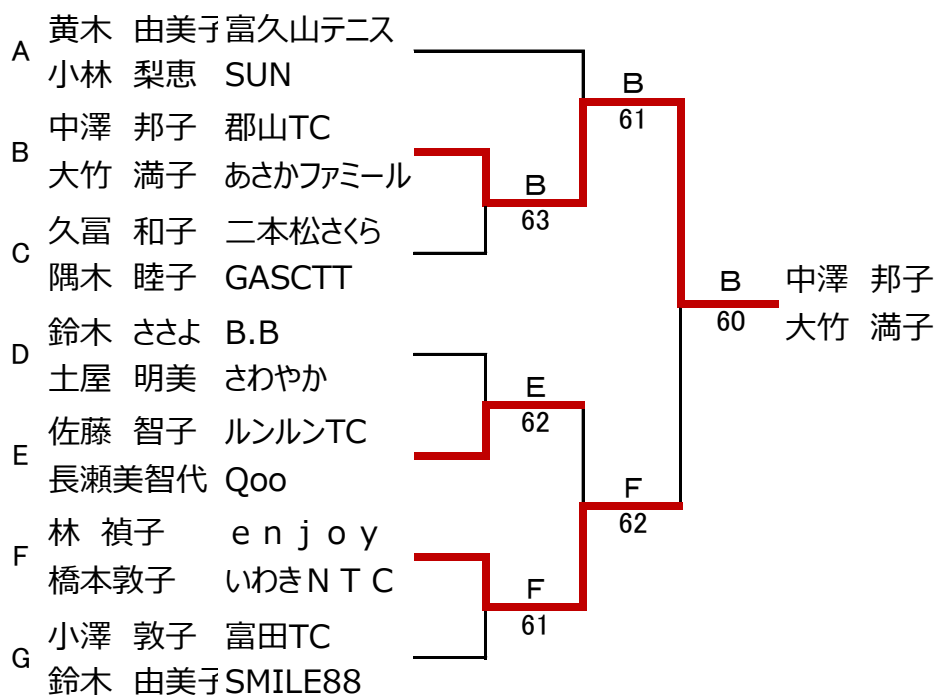 A
黄木 由美子 富久山テニス
小林 梨恵 SUN
B
中澤 邦子 郡山TC
大竹 満子 あさかファミール
C
久冨 和子 二本松さくら
隅木 睦子 GASCTT
D
鈴木 ささよ B.B
土屋 明美 さわやか
E
佐藤 智子 ルンルンTC
長瀬美智代 Qoo
F
林 禎子 ｅｎｊｏｙ
橋本敦子 いわきＮＴＣ
G
小澤 敦子 富田TC
鈴木 由美子 SMILE88
B
63
E
62
F
61
B
61
F
62
B
60
中澤 邦子
大竹 満子